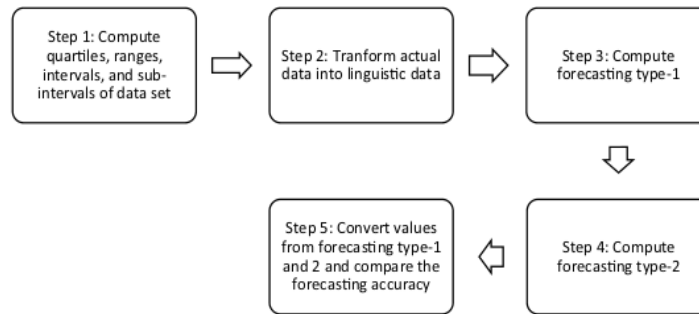 Step 1: Compute
quartiles, ranges,
intervals, and sub-
intervals of data set
Step 2: Tranform actual
data into linguistic data
Step 3: Compute
forecasting type-1
Step 4: Compute
forecasting type-2
Step 5: Convert values
from forecasting type-1
and 2 and compare the
forecasting accuracy